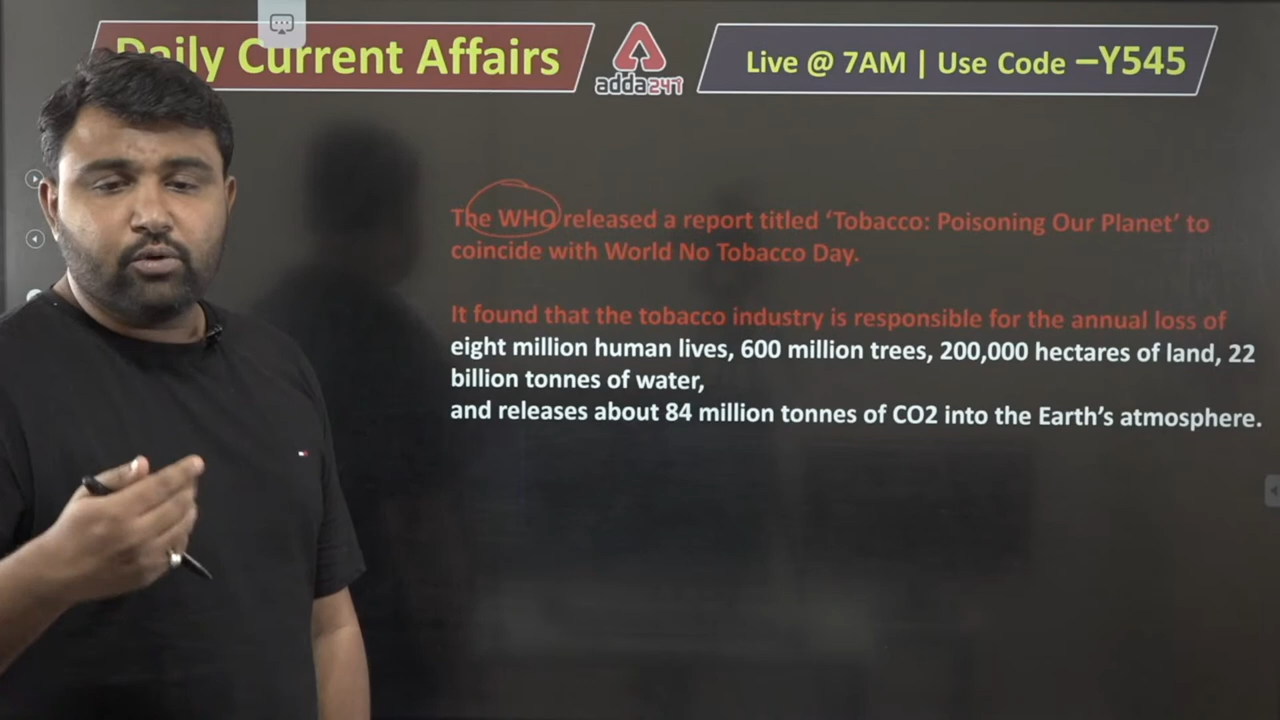 Daily Current Affairs
adda247
Live @ 7AM | Use Code –Y545
The WHO released a report titled ‘Tobacco: Poisoning Our Planet’ to
coincide with World No Tobacco Day.
It found that the tobacco industry is responsible for the annual loss of
eight million human lives, 600 million trees, 200,000 hectares of land, 22
billion tonnes of water,
and releases about 84 million tonnes of CO2 into the Earth’s atmosphere.